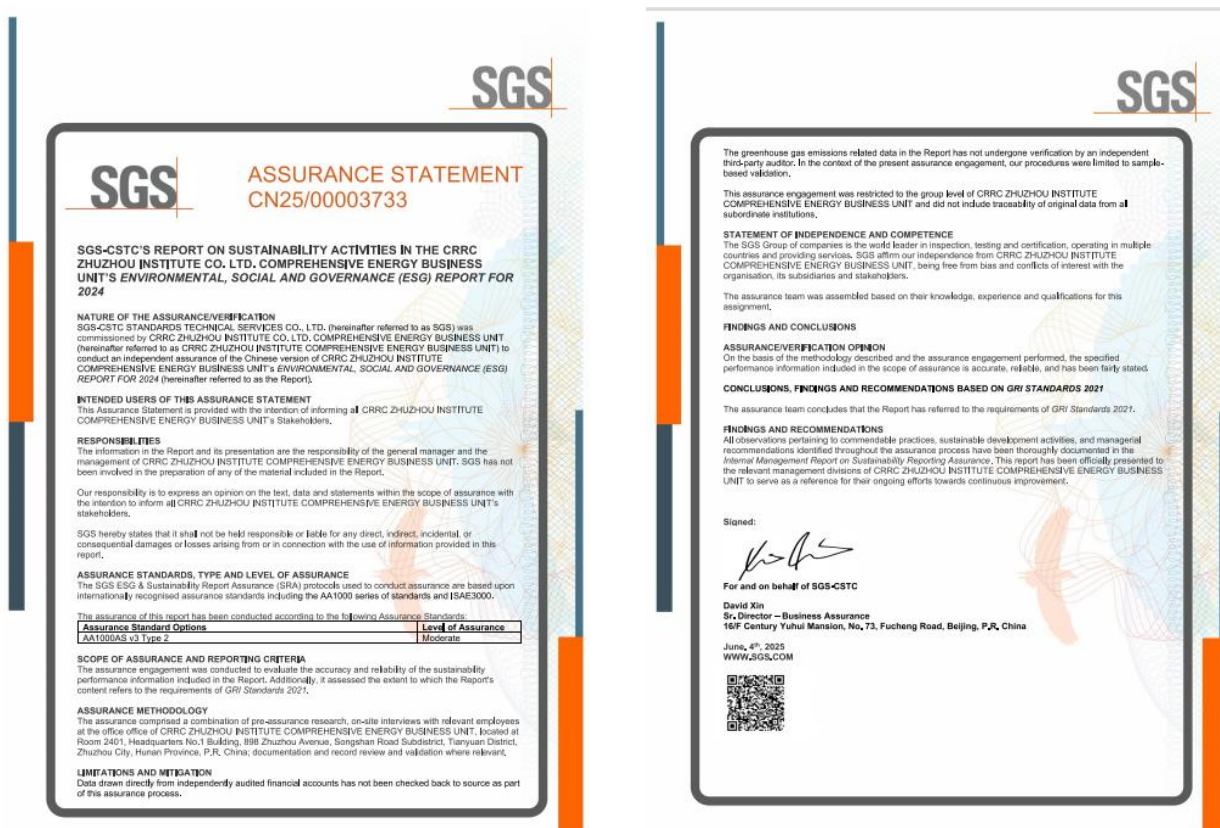 SGS
SGS
ASSURANCE STATEMENT
CN25/00003733
SGS-CSTC'S REPORT ON SUSTAINABILITY ACTIVITIES IN THE CRRC
ZHUZHOU INSTITUTE CO. LTD. COMPREHENSIVE ENERGY BUSINESS
UNIT'S ENVIRONMENTAL, SOCIAL AND GOVERNANCE (ESG) REPORT FOR
2024
NATURE OF THE ASSURANCE/VERIFICATION
SGS-CSTC STANDARDS TECHNICAL SERVICES CO., LTD. (hereinafter referred to as SGS) was
commissioned by CRRC ZHUZHOU INSTITUTE CO. LTD. COMPREHENSIVE ENERGY BUSINESS UNIT
(hereinafter referred to as CRRC ZHUZHOU INSTITUTE COMPREHENSIVE ENERGY BUSINESS UNIT) to
conduct an independent assurance of the Chinese version of CRRC ZHUZHOU INSTITUTE
COMPREHENSIVE ENERGY BUSINESS UNIT's ENVIRONMENTAL, SOCIAL AND GOVERNANCE (ESG)
REPORT FOR 2024 (hereinafter referred to as the Report).
INTENDED USERS OF THIS ASSURANCE STATEMENT
This Assurance Statement is provided with the intention of informing all CRRC ZHUZHOU INSTITUTE
COMPREHENSIVE ENERGY BUSINESS UNIT's Stakeholders.
RESPONSIBILITIES
The information in the Report and its presentation are the responsibility of the general manager and the
management of CRRC ZHUZHOU INSTITUTE COMPREHENSIVE ENERGY BUSINESS UNIT. SGS has not
been involved in the preparation of any of the material included in the Report.
Our responsibility is to express an opinion on the text, data and statements within the scope of assurance with
the intention to inform all CRRC ZHUZHOU INSTITUTE COMPREHENSIVE ENERGY BUSINESS UNIT's
stakeholders.
SGS hereby states that it shall not be held responsible or liable for any direct, indirect, incidental, or
consequential damages or losses arising from or in connection with the use of information provided in this
report.
ASSURANCE STANDARDS, TYPE AND LEVEL OF ASSURANCE
The SGS ESG & Sustainability Report Assurance (SRA) protocols used to conduct assurance are based upon
internationally recognised assurance standards including the AA1000 series of standards and ISAE3000.
The assurance of this report has been conducted according to the following Assurance Standards:
Assurance Standard Options Level of Assurance
AA1000AS v3 Type 2 Moderate
SCOPE OF ASSURANCE AND REPORTING CRITERIA
The assurance engagement was conducted to evaluate the accuracy and reliability of the sustainability
performance information included in the Report. Additionally, it assessed the extent to which the Report's
content refers to the requirements of GRI Standards 2021.
ASSURANCE METHODOLOGY
The assurance comprised a combination of pre-assurance research, on-site interviews with relevant employees
at the office office of CRRC ZHUZHOU INSTITUTE COMPREHENSIVE ENERGY BUSINESS UNIT, located at
Room 2401, Headquarters No.1 Building, 898 Zhuzhou Avenue, Songshan Road Subdistrict, Tianyuan District,
Zhuzhou City, Hunan Province, P.R. China; documentation and record review and validation where relevant.
LIMITATIONS AND MITIGATION
Data drawn directly from independently audited financial accounts has not been checked back to source as part
of this assurance process.
SGS
The greenhouse gas emissions related data in the Report has not undergone verification by an independent
third-party auditor. In the context of the present assurance engagement, our procedures were limited to sample-
based validation.
This assurance engagement was restricted to the group level of CRRC ZHUZHOU INSTITUTE
COMPREHENSIVE ENERGY BUSINESS UNIT and did not include traceability of original data from all
subordinate institutions.
STATEMENT OF INDEPENDENCE AND COMPETENCE
The SGS Group of companies is the world leader in inspection, testing and certification, operating in multiple
countries and providing services. SGS affirm our independence from CRRC ZHUZHOU INSTITUTE
COMPREHENSIVE ENERGY BUSINESS UNIT, being free from bias and conflicts of interest with the
organisation, its subsidiaries and stakeholders.
The assurance team was assembled based on their knowledge, experience and qualifications for this
assignment.
FINDINGS AND CONCLUSIONS
ASSURANCE/VERIFICATION OPINION
On the basis of the methodology described and the assurance engagement performed, the specified
performance information included in the scope of assurance is accurate, reliable, and has been fairly stated.
CONCLUSIONS, FINDINGS AND RECOMMENDATIONS BASED ON GRI STANDARDS 2021
The assurance team concludes that the Report has referred to the requirements of GRI Standards 2021.
FINDINGS AND RECOMMENDATIONS
All observations pertaining to commendable practices, sustainable development activities, and managerial
recommendations identified throughout the assurance process have been thoroughly documented in the
Internal Management Report on Sustainability Reporting Assurance. This report has been officially presented to
the relevant management divisions of CRRC ZHUZHOU INSTITUTE COMPREHENSIVE ENERGY BUSINESS
UNIT to serve as a reference for their ongoing efforts towards continuous improvement.
Signed:
For and on behalf of SGS-CSTC
David Xin
Sr. Director – Business Assurance
16/F Century Yuhui Mansion, No. 73, Fucheng Road, Beijing, P.R. China
June, 4th, 2025
WWW.SGS.COM